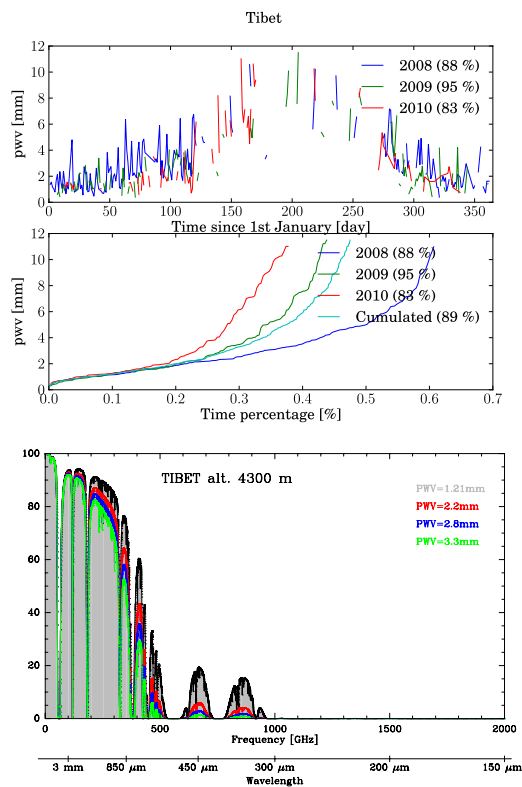 Tibet
12
10
8
6
4
2
0
pwv [mm]
2008 (88 %)
2009 (95 %)
2010 (83 %)
0 50 100 150 200 250 300 350
Time since 1st January [day]
12
10
8
6
4
2
0
pwv [mm]
2008 (88 %)
2009 (95 %)
2010 (83 %)
Cumulated (89 %)
0.0 0.1 0.2 0.3 0.4 0.5 0.6 0.7
Time percentage [%]
100
80
60
40
20
0
TIBET alt. 4300 m
PWV=1.21mm
PWV=2.2mm
PWV=2.8mm
PWV=3.3mm
0 500 1000 1500 2000
Frequency [GHz]
3 mm 850 μm 450 μm 300 μm 200 μm 150 μm
Wavelength